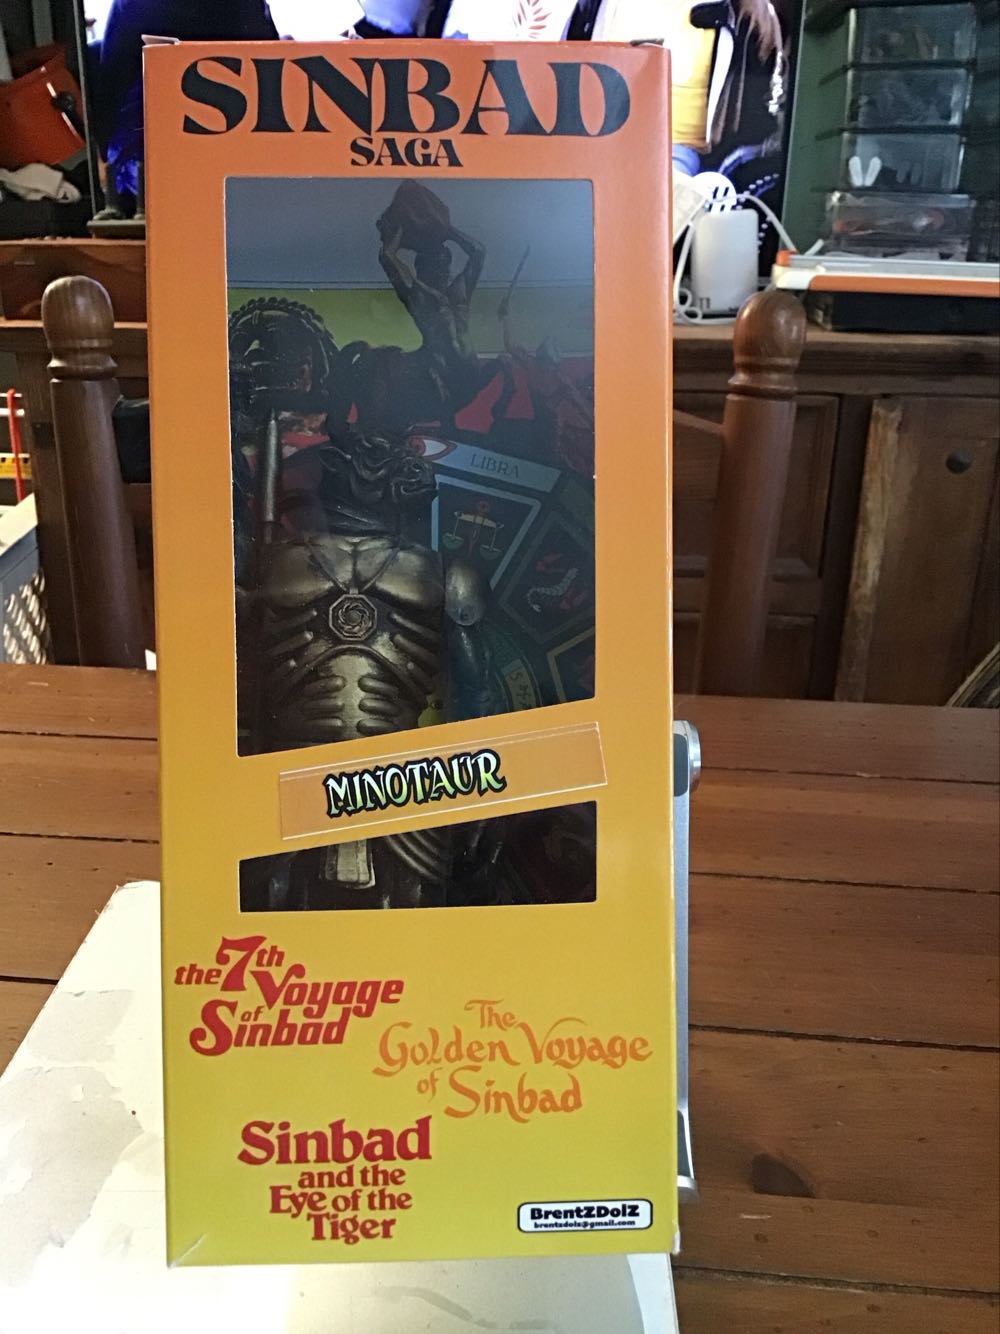 SINBAD
SAGA
LIBRA
MINOTAUR
the 7th
Voyage
of
Sinbad
The
Golden Voyage
of Sinbad
Sinbad
and the
Eye of the
Tiger
BrentZDolZ
brentzdolz@gmail.com